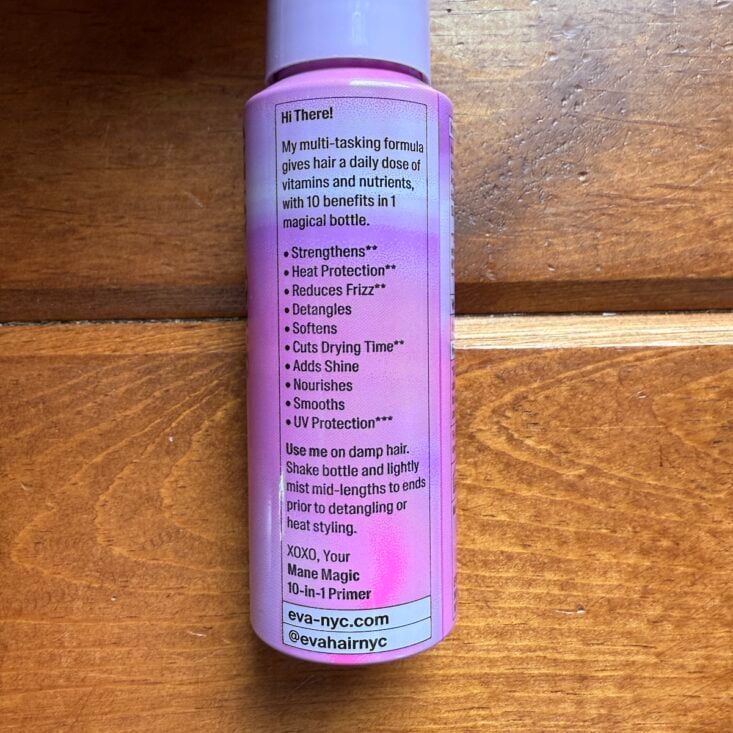 Hi There!
My multi-tasking formula
gives hair a daily dose of
vitamins and nutrients,
with 10 benefits in 1
magical bottle.
• Strengthens**
• Heat Protection**
• Reduces Frizz**
• Detangles
• Softens
• Cuts Drying Time**
• Adds Shine
• Nourishes
• Smooths
• UV Protection***
Use me on damp hair.
Shake bottle and lightly
mist mid-lengths to ends
prior to detangling or
heat styling.
XOXO, Your
Mane Magic
10-in-1 Primer
eva-nyc.com
@evahairnyc